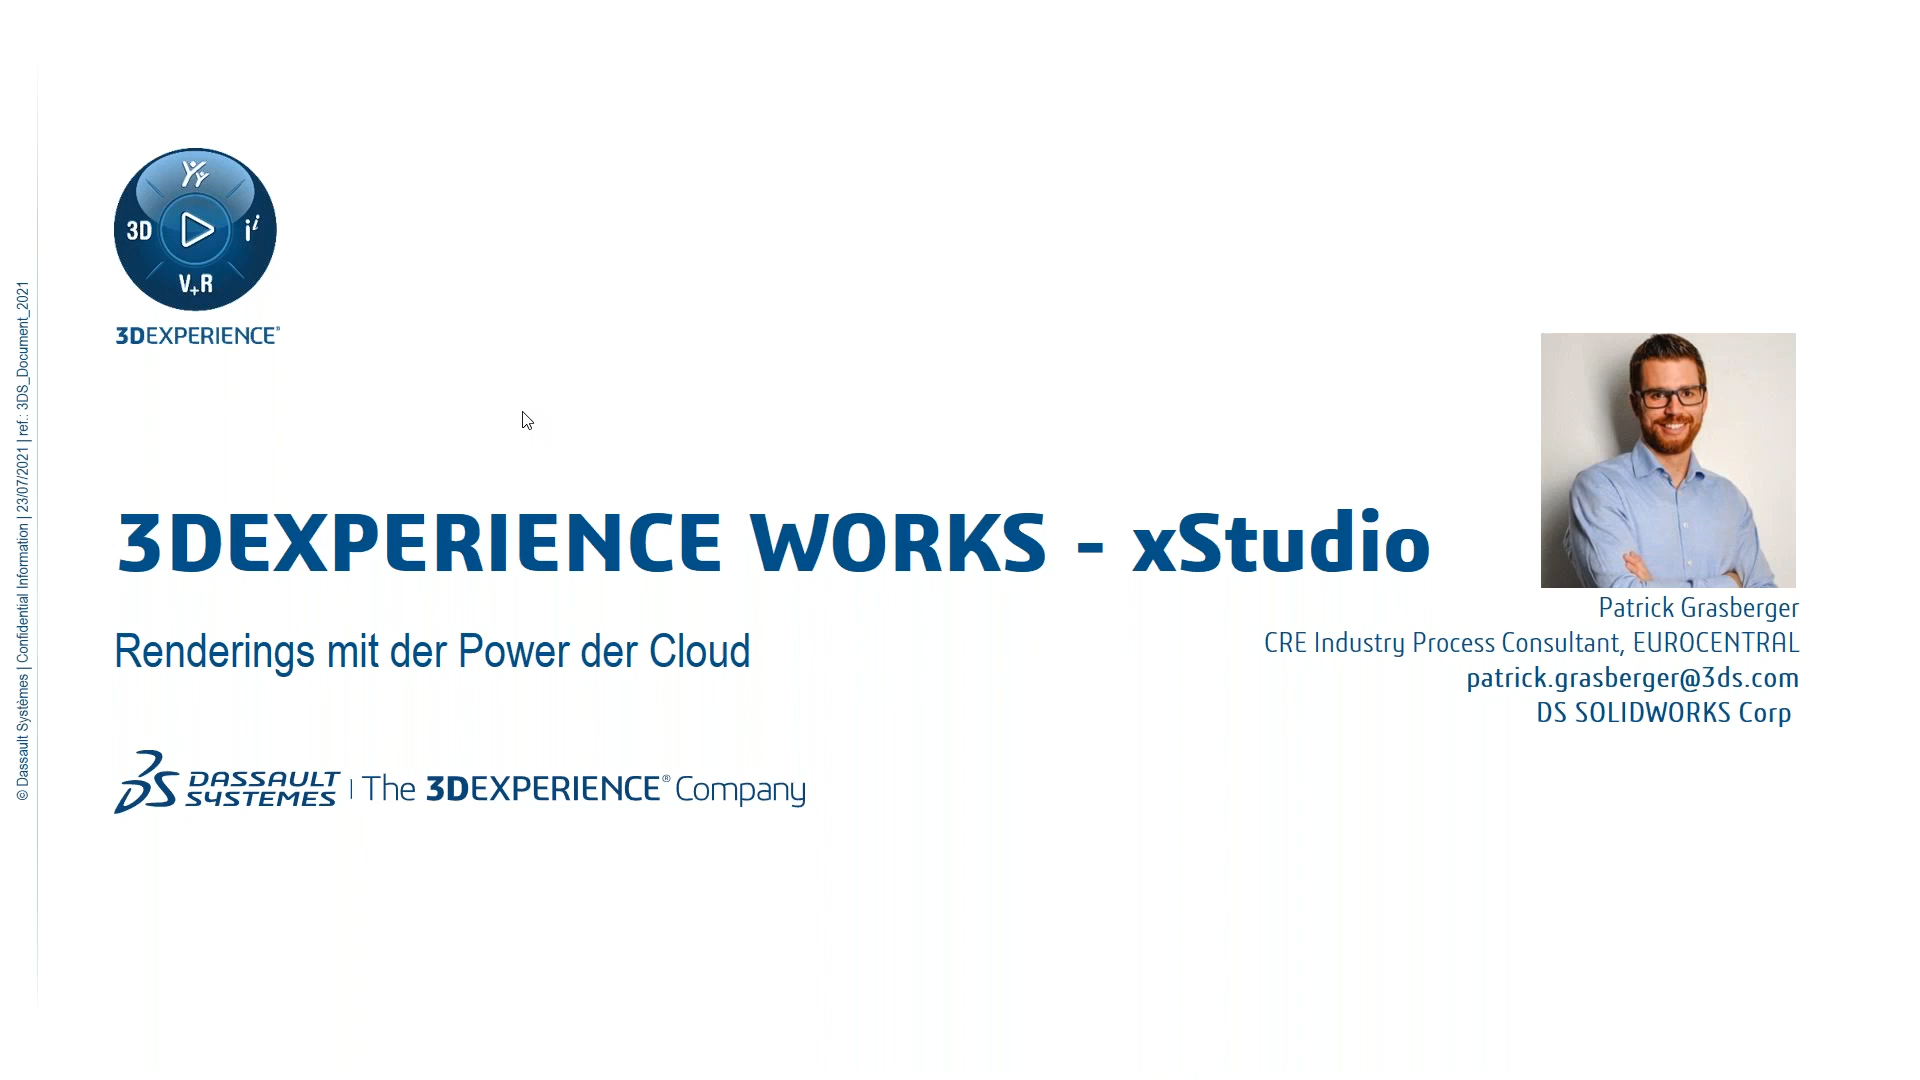 © Dassault Systèmes | Confidential Information | 23/07/2021 | ref.: 3DS_Document_2021
3D
i i
V+R
3DEXPERIENCE®
3DEXPERIENCE WORKS - xStudio
Renderings mit der Power der Cloud
Patrick Grasberger
CRE Industry Process Consultant, EUROCENTRAL
patrick.grasberger@3ds.com
DS SOLIDWORKS Corp
3DS DASSAULT SYSTEMES | The 3DEXPERIENCE® Company